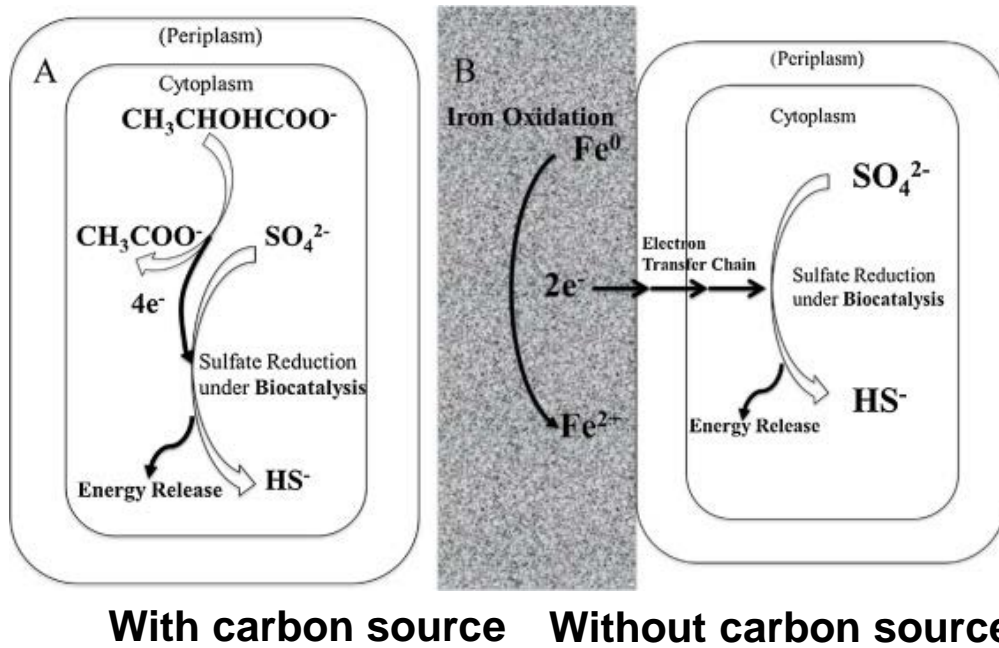 (Periplasm)
A
Cytoplasm
CH₃CHOHCOO⁻
CH₃COO⁻
SO₄²⁻
4e⁻
Sulfate Reduction
under Biocatalysis
Energy Release
HS⁻
B
Iron Oxidation
Fe⁰
2e⁻
Fe²⁺
Electron
Transfer Chain
(Periplasm)
Cytoplasm
SO₄²⁻
Sulfate Reduction
under Biocatalysis
HS⁻
Energy Release
With carbon source
Without carbon source